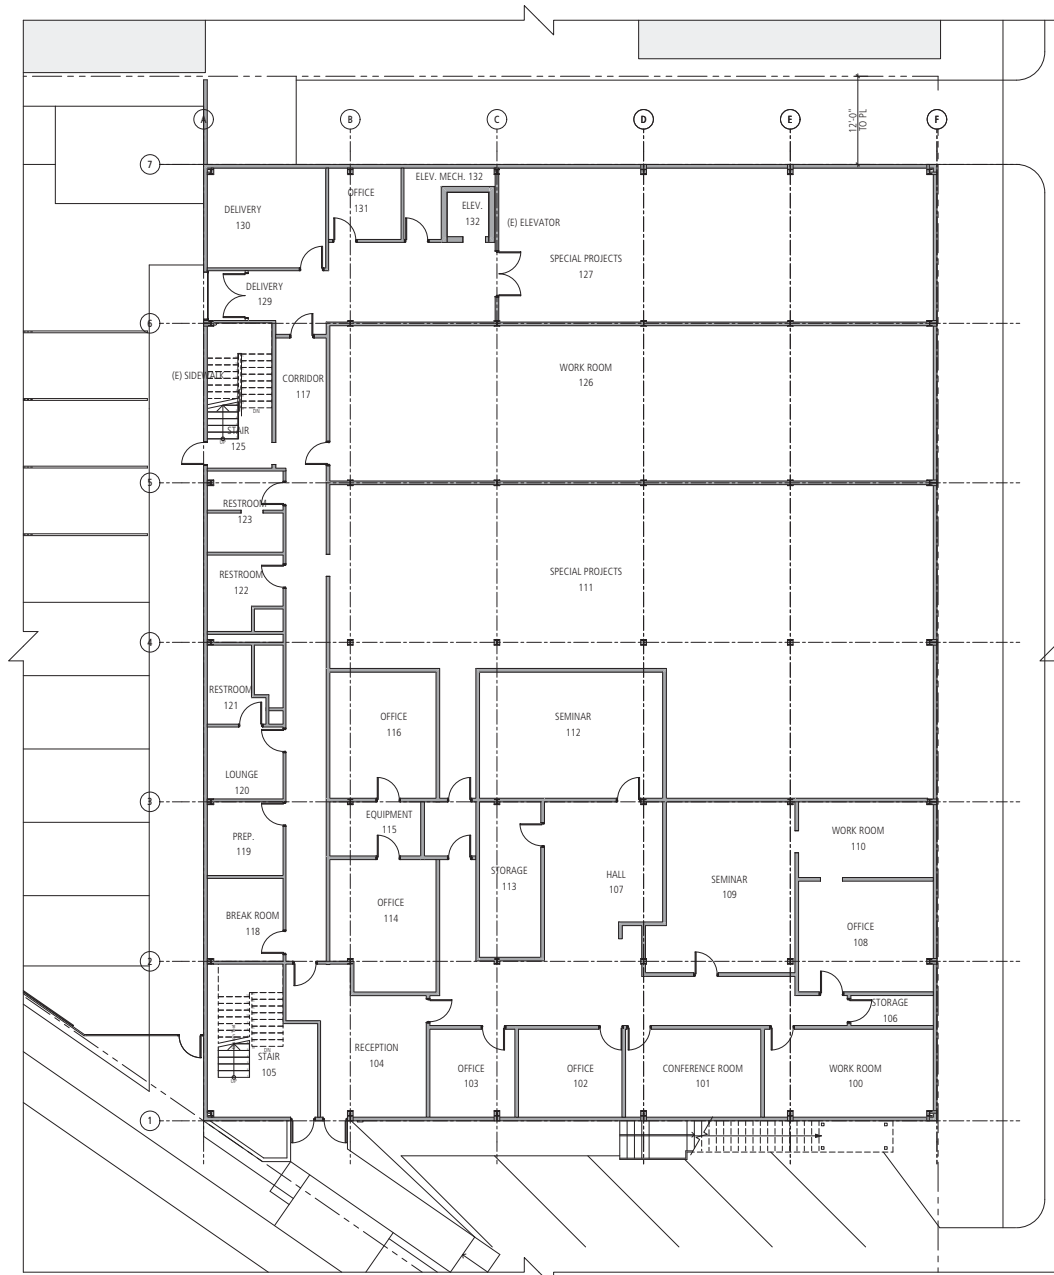 12'-0"
TO PL
A
B
C
D
E
F
7
ELEV. MECH. 132
OFFICE
131
ELEV.
132
DELIVERY
130
(E) ELEVATOR
SPECIAL PROJECTS
127
DELIVERY
129
6
(E) SIDEWALK
CORRIDOR
117
WORK ROOM
126
DN
UP
STAIR
125
5
RESTROOM
123
RESTROOM
122
SPECIAL PROJECTS
111
4
RESTROOM
121
OFFICE
116
SEMINAR
112
LOUNGE
120
3
EQUIPMENT
115
PREP.
119
WORK ROOM
110
STORAGE
113
HALL
107
SEMINAR
109
OFFICE
114
BREAK ROOM
118
OFFICE
108
2
STORAGE
106
DN
UP
STAIR
105
RECEPTION
104
OFFICE
103
OFFICE
102
CONFERENCE ROOM
101
WORK ROOM
100
1